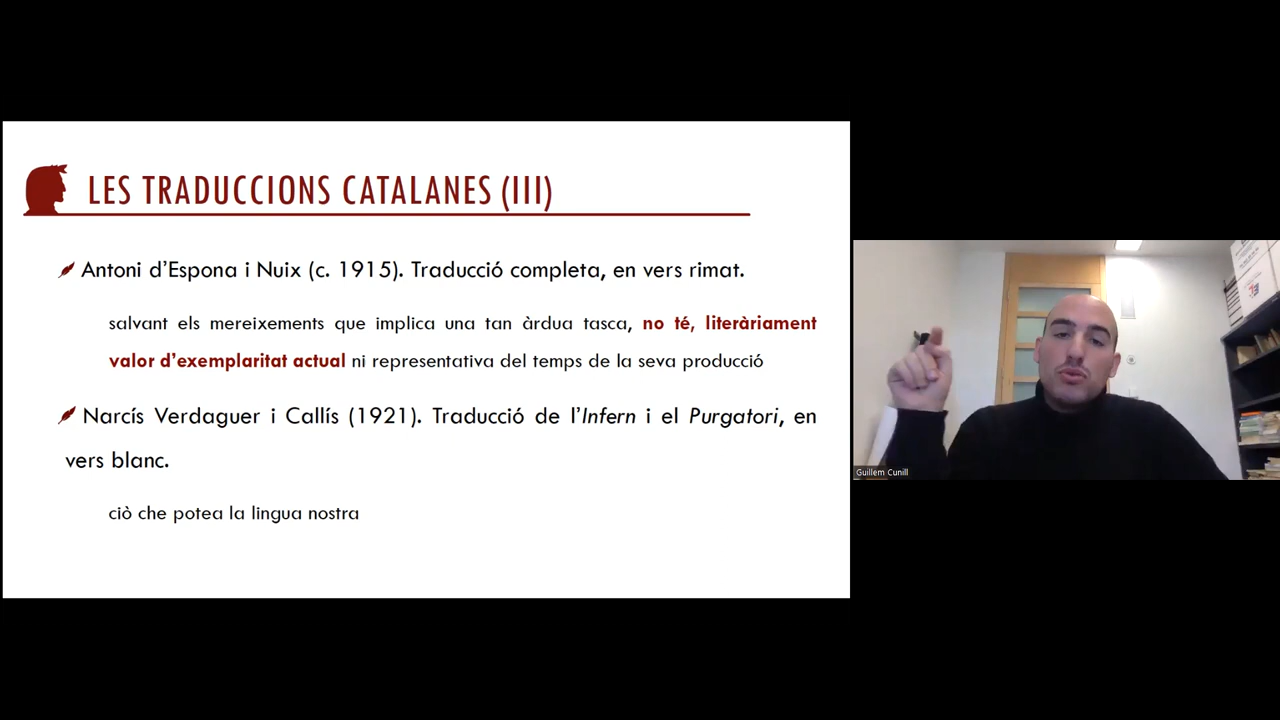 LES TRADUCCIONS CATALANES (III)
Antoni d’Espona i Nuix (c. 1915). Traducció completa, en vers rimat.
salvant els mereixements que implica una tan àrdua tasca, no té, literàriament
valor d’exemplaritat actual ni representativa del temps de la seva producció
Narcís Verdaguer i Callís (1921). Traducció de l’Infern i el Purgatori, en
vers blanc.
ciò che potea la lingua nostra
Guillem Cunill